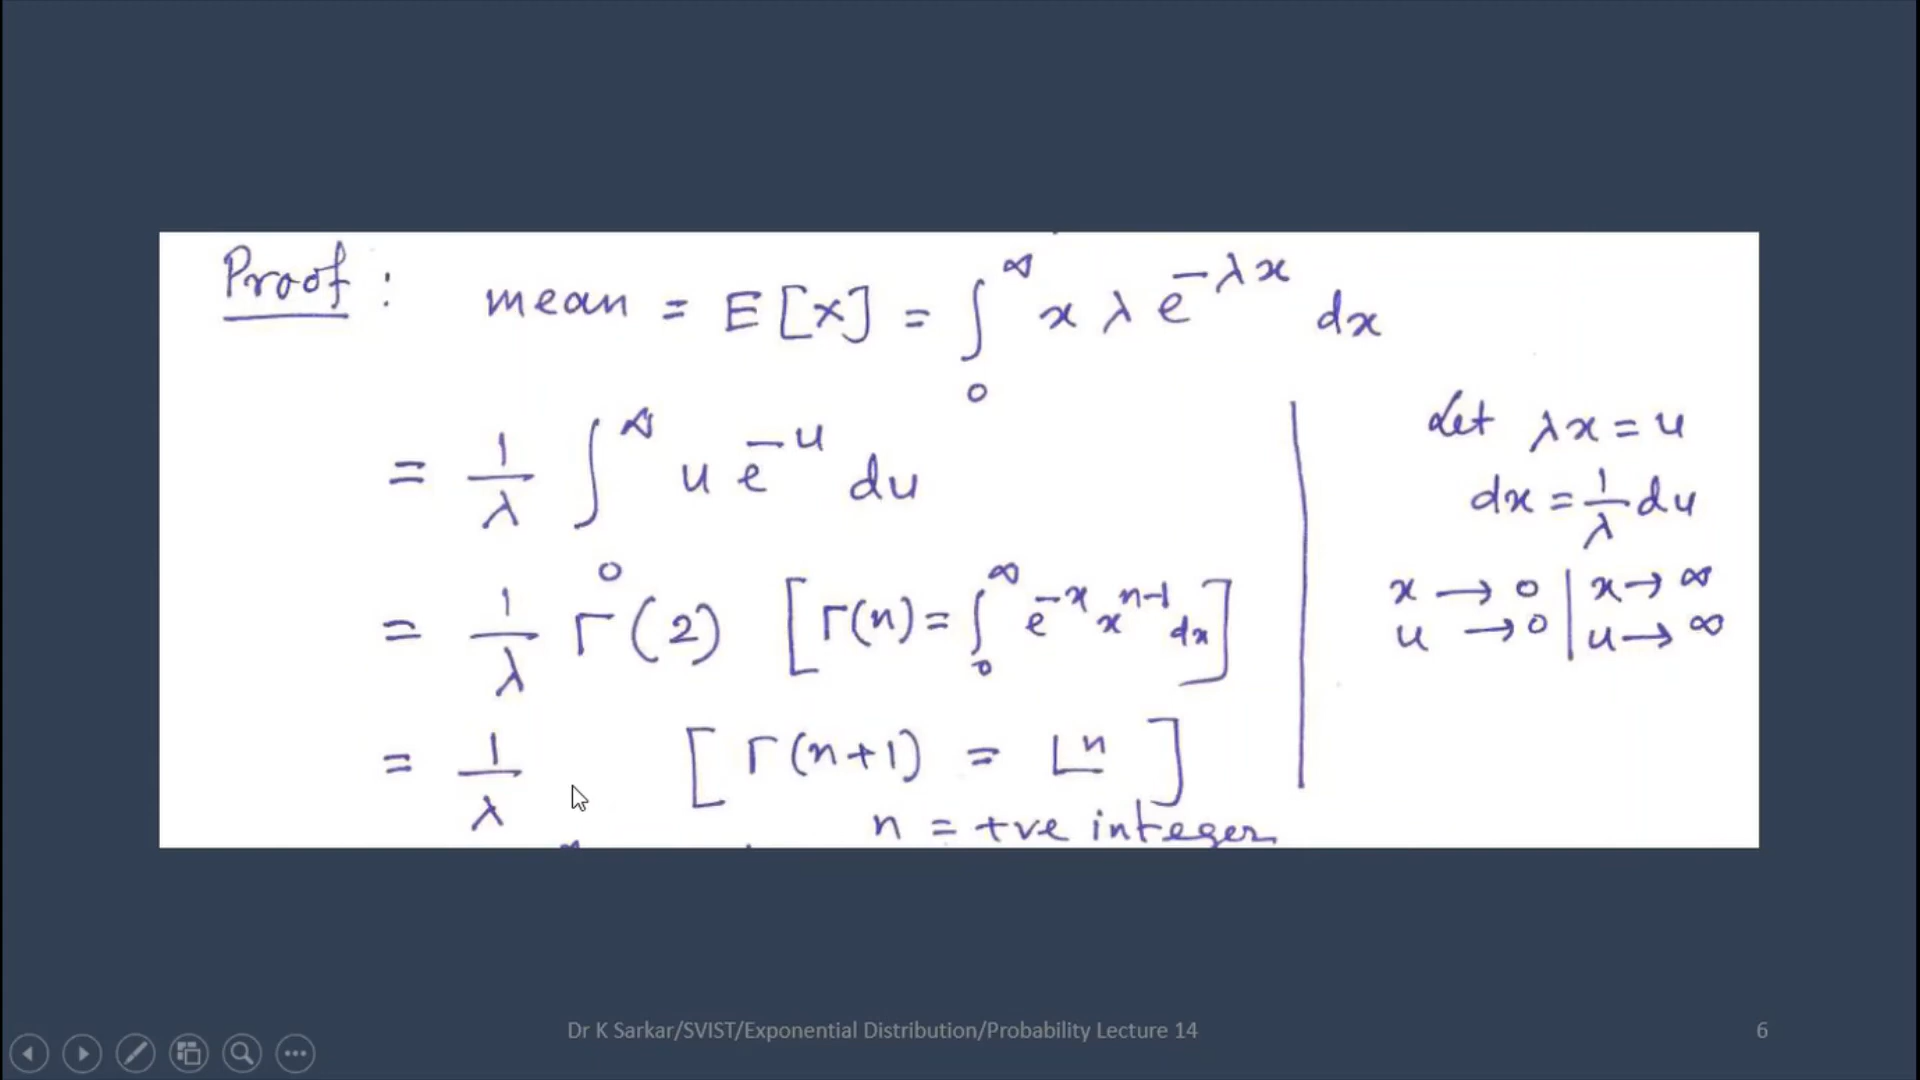 Proof : mean = E[X] = ∫₀^∞ x λ e^{-λx} dx
= 1/λ ∫₀^∞ u e^{-u} du
Let λx = u
dx = 1/λ du
= 1/λ Γ(2) [Γ(n) = ∫₀^∞ e^{-x} x^{n-1} dx]
x → 0 | x → ∞
u → 0 | u → ∞
= 1/λ [Γ(n+1) = ⌊n]
n = +ve integer
Dr K Sarkar/SVIST/Exponential Distribution/Probability Lecture 14
6